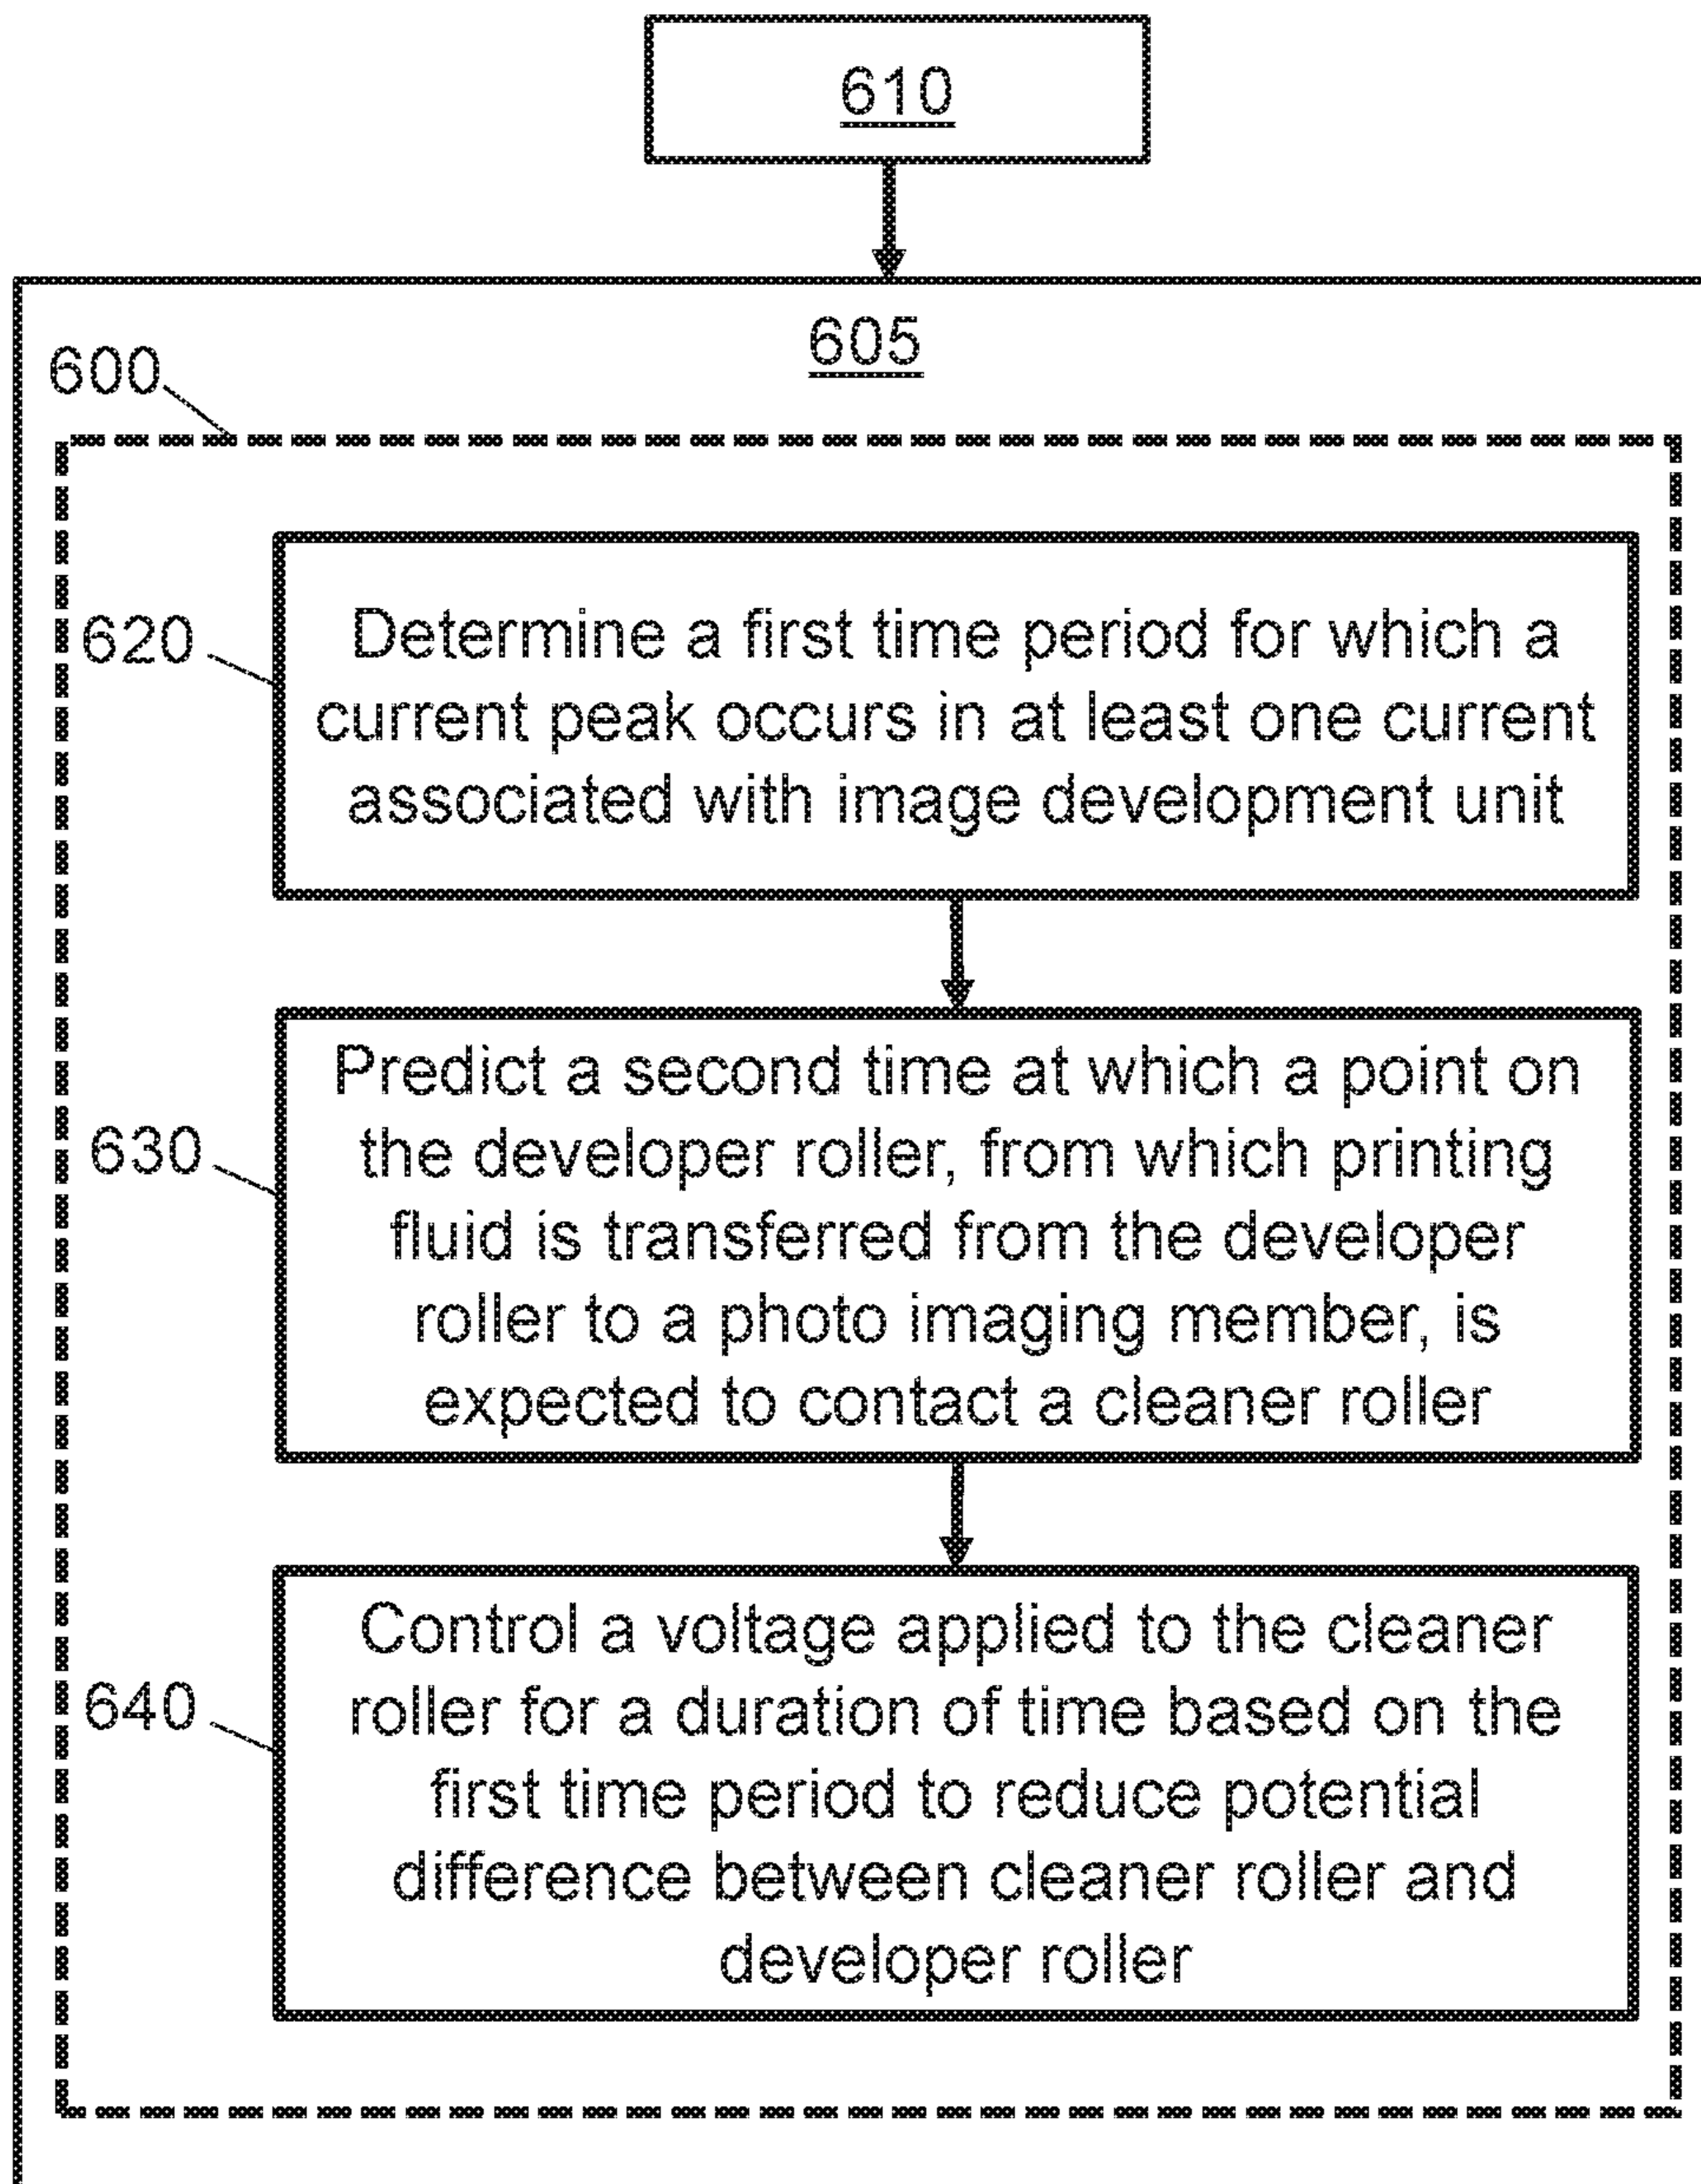 610
605
600
620
Determine a first time period for which a
current peak occurs in at least one current
associated with image development unit
630
Predict a second time at which a point on
the developer roller, from which printing
fluid is transferred from the developer
roller to a photo imaging member, is
expected to contact a cleaner roller
640
Control a voltage applied to the cleaner
roller for a duration of time based on the
first time period to reduce potential
difference between cleaner roller and
developer roller